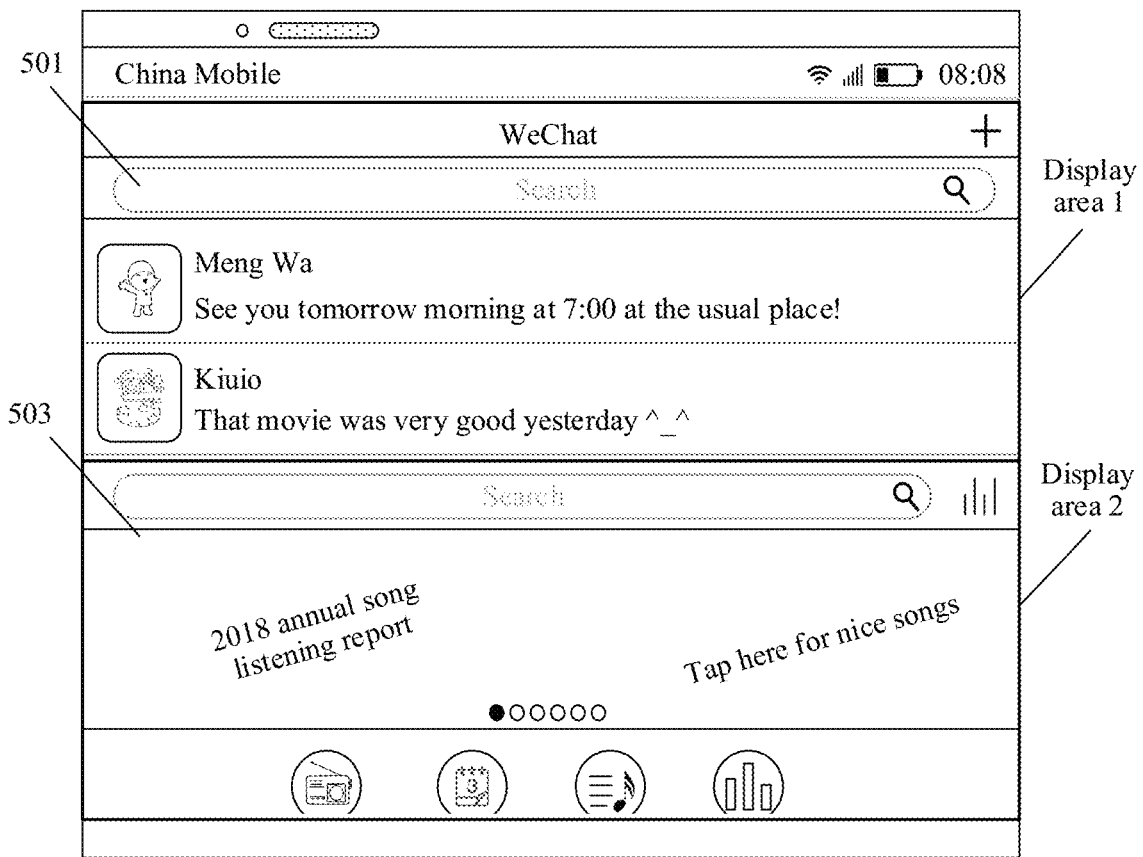 501
China Mobile
08:08
WeChat
Search
Display
area 1
Meng Wa
See you tomorrow morning at 7:00 at the usual place!
Kiuio
That movie was very good yesterday ^_^
503
Search
Display
area 2
2018 annual song
listening report
Tap here for nice songs
3